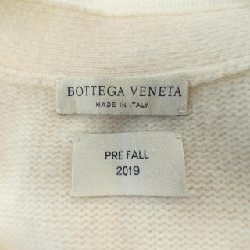 BOTTEGA VENETA
MADE IN ITALY
PRE FALL
2019